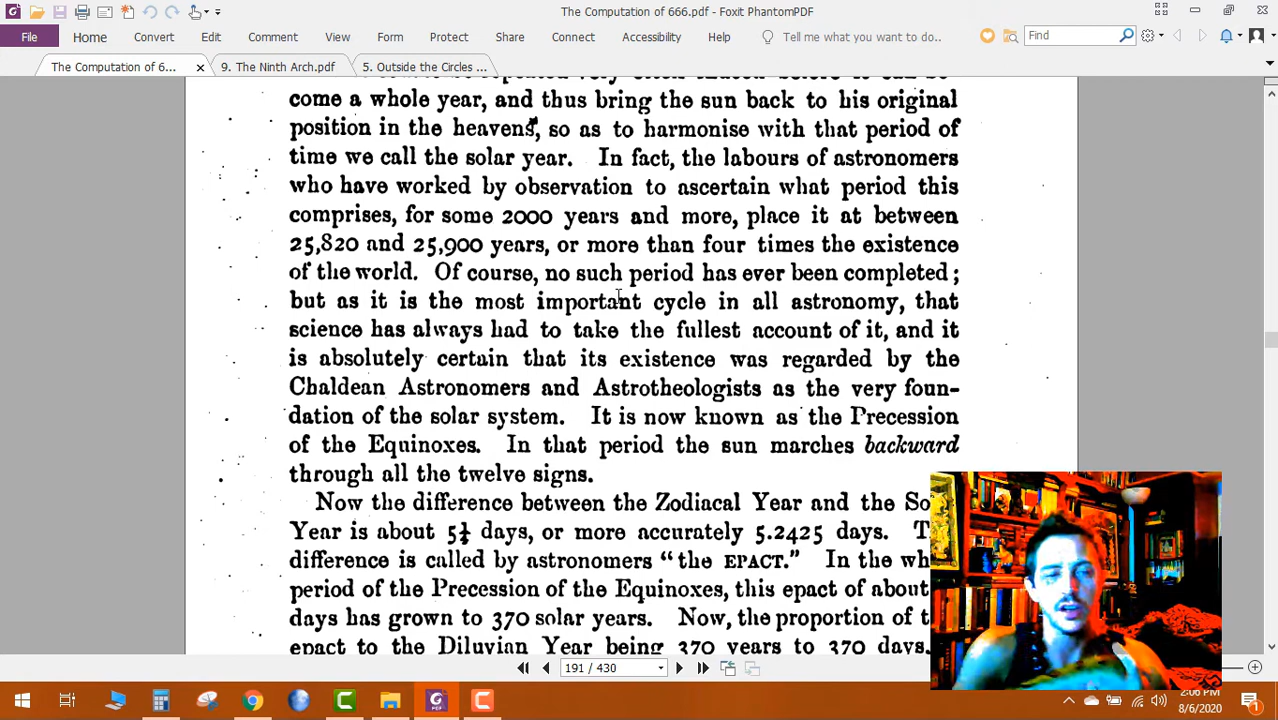 The Computation of 666.pdf - Foxit PhantomPDF
File Home Convert Edit Comment View Form Protect Share Connect Accessibility Help Tell me what you want to do.. Find
The Computation of 6... 9. The Ninth Arch.pdf 5. Outside the Circles ...
come a whole year, and thus bring the sun back to his original
position in the heavens, so as to harmonise with that period of
time we call the solar year. In fact, the labours of astronomers
who have worked by observation to ascertain what period this
comprises, for some 2000 years and more, place it at between
25,820 and 25,900 years, or more than four times the existence
of the world. Of course, no such period has ever been completed;
but as it is the most important cycle in all astronomy, that
science has always had to take the fullest account of it, and it
is absolutely certain that its existence was regarded by the
Chaldean Astronomers and Astrotheologists as the very foun-
dation of the solar system. It is now known as the Precession
of the Equinoxes. In that period the sun marches backward
through all the twelve signs.
Now the difference between the Zodiacal Year and the So
Year is about 5¼ days, or more accurately 5.2425 days. T
difference is called by astronomers "the EPACT." In the wh
period of the Precession of the Equinoxes, this epact of about
days has grown to 370 solar years. Now, the proportion of t
epact to the Diluvian Year being 370 years to 370 days,
191 / 430
2:06 PM
8/6/2020